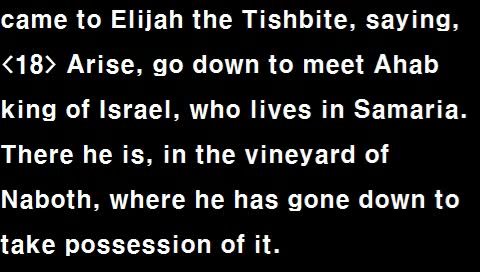 came to Elijah the Tishbite, saying,
<18> Arise, go down to meet Ahab
king of Israel, who lives in Samaria.
There he is, in the vineyard of
Naboth, where he has gone down to
take possession of it.